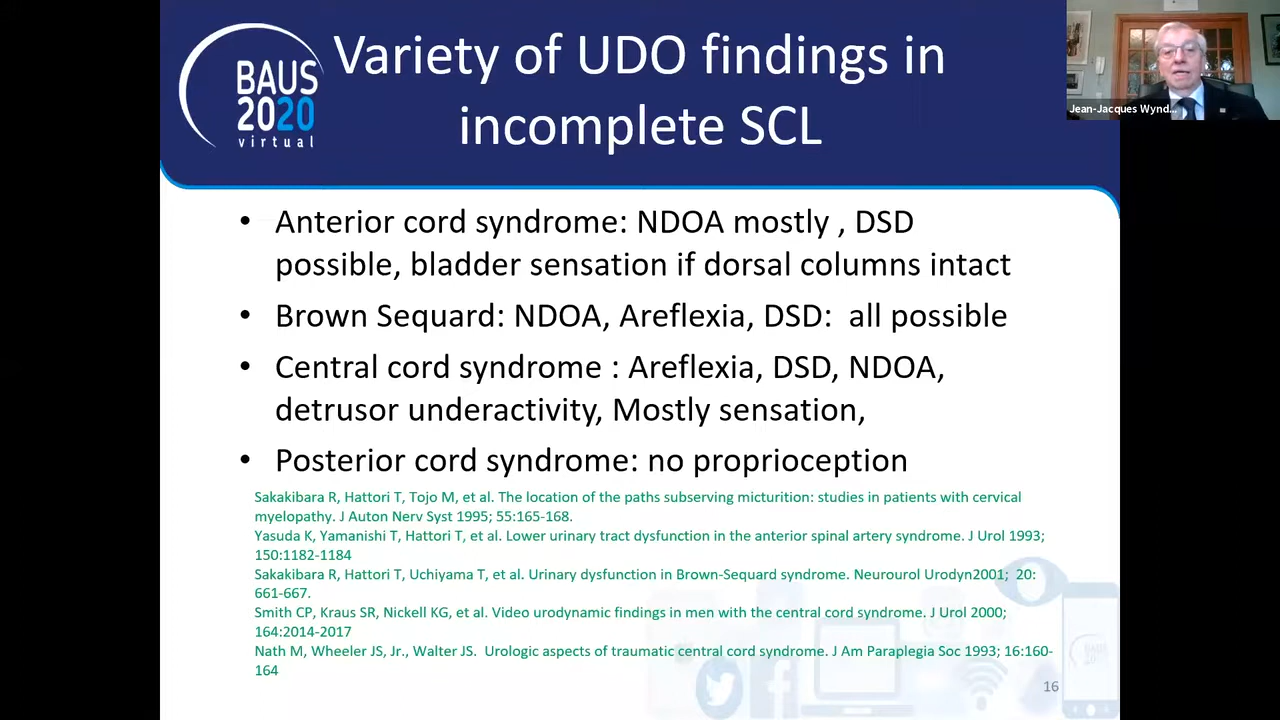 BAUS
2020
virtual
Variety of UDO findings in
incomplete SCL
Jean-Jacques Wynd...
• Anterior cord syndrome: NDOA mostly , DSD
possible, bladder sensation if dorsal columns intact
• Brown Sequard: NDOA, Areflexia, DSD: all possible
• Central cord syndrome : Areflexia, DSD, NDOA,
detrusor underactivity, Mostly sensation,
• Posterior cord syndrome: no proprioception
Sakakibara R, Hattori T, Tojo M, et al. The location of the paths subserving micturition: studies in patients with cervical
myelopathy. J Auton Nerv Syst 1995; 55:165-168.
Yasuda K, Yamanishi T, Hattori T, et al. Lower urinary tract dysfunction in the anterior spinal artery syndrome. J Urol 1993;
150:1182-1184
Sakakibara R, Hattori T, Uchiyama T, et al. Urinary dysfunction in Brown-Sequard syndrome. Neurourol Urodyn2001; 20:
661-667.
Smith CP, Kraus SR, Nickell KG, et al. Video urodynamic findings in men with the central cord syndrome. J Urol 2000;
164:2014-2017
Nath M, Wheeler JS, Jr., Walter JS. Urologic aspects of traumatic central cord syndrome. J Am Paraplegia Soc 1993; 16:160-
164
16